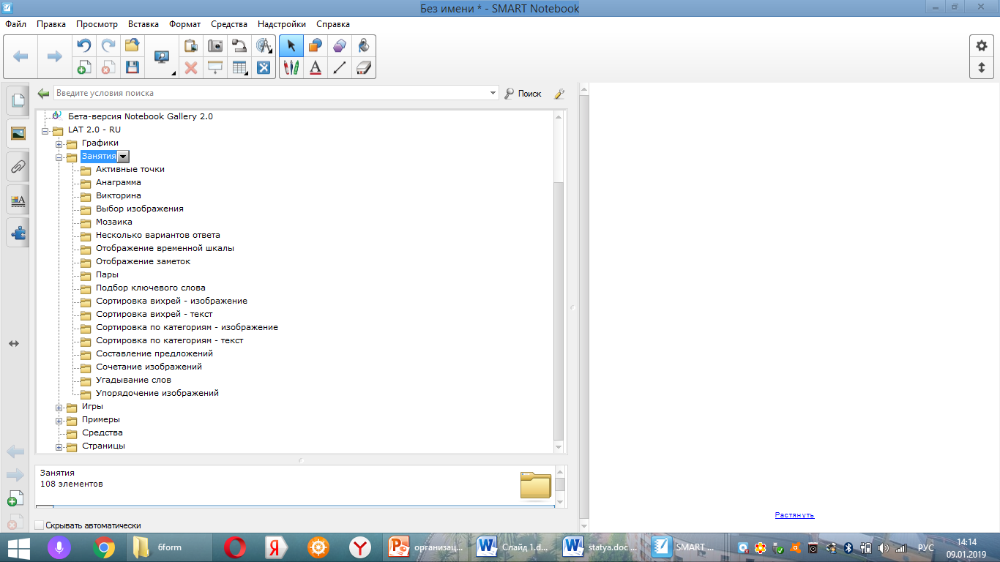 Без имени * - SMART Notebook
Файл Правка Просмотр Вставка Формат Средства Надстройки Справка
Введите условия поиска
Поиск
Бета-версия Notebook Gallery 2.0
LAT 2.0 - RU
Графики
Занятия
Активные точки
Анаграмма
Викторина
Выбор изображения
Мозаика
Несколько вариантов ответа
Отображение временной шкалы
Отображение заметок
Пары
Подбор ключевого слова
Сортировка вихрей - изображение
Сортировка вихрей - текст
Сортировка по категориям - изображение
Сортировка по категориям - текст
Составление предложений
Сочетание изображений
Угадывание слов
Упорядочение изображений
Игры
Примеры
Средства
Страницы
Занятия
108 элементов
Растянуть
Скрывать автоматически
6form
организац...
Слайд 1.d...
statya.doc ...
SMART ...
РУС
14:14
09.01.2019